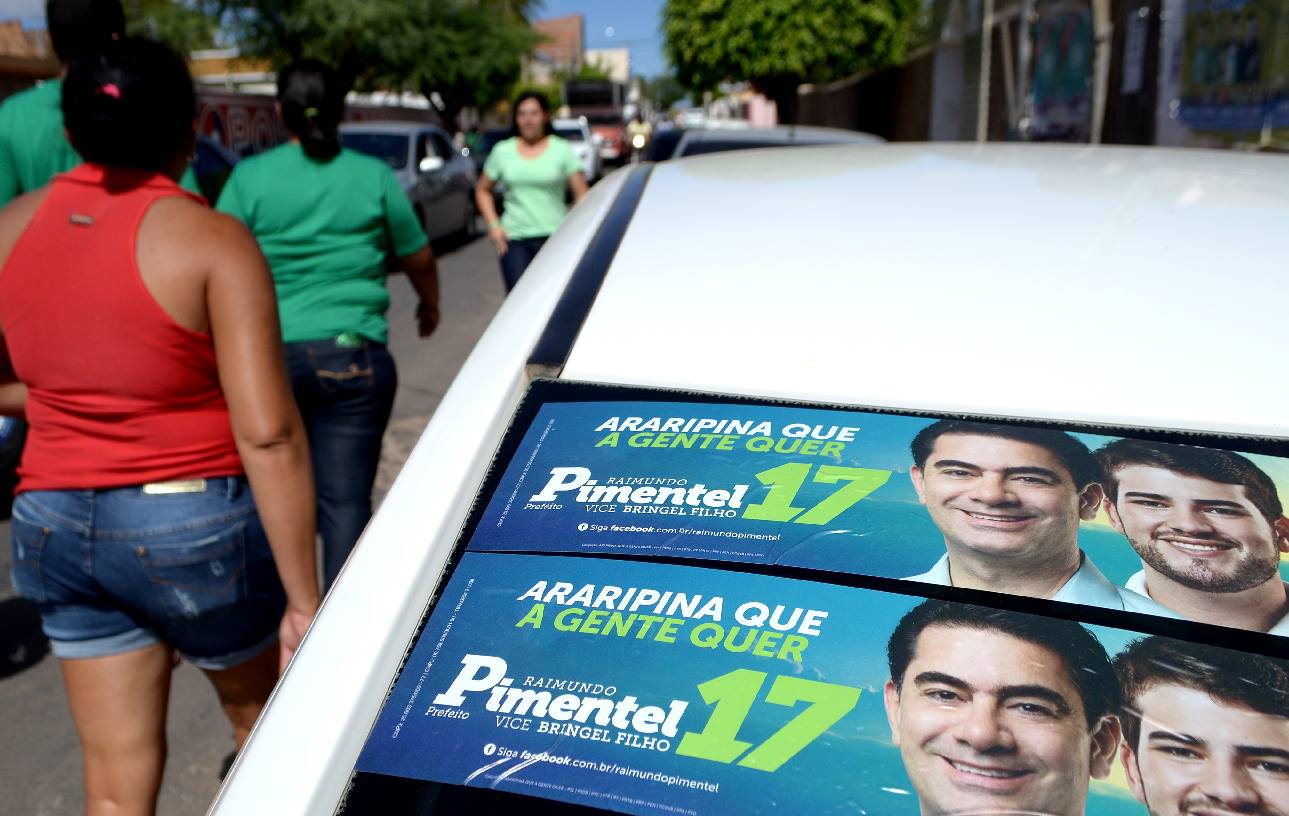 ARARIPINA QUE
A GENTE QUER
RAIMUNDO
Pimentel 17
Prefeito VICE BRINGEL FILHO
Siga facebook.com.br/raimundopimentel
ARARIPINA QUE
A GENTE QUER
RAIMUNDO
Pimentel 17
Prefeito VICE BRINGEL FILHO
Siga facebook.com.br/raimundopimentel